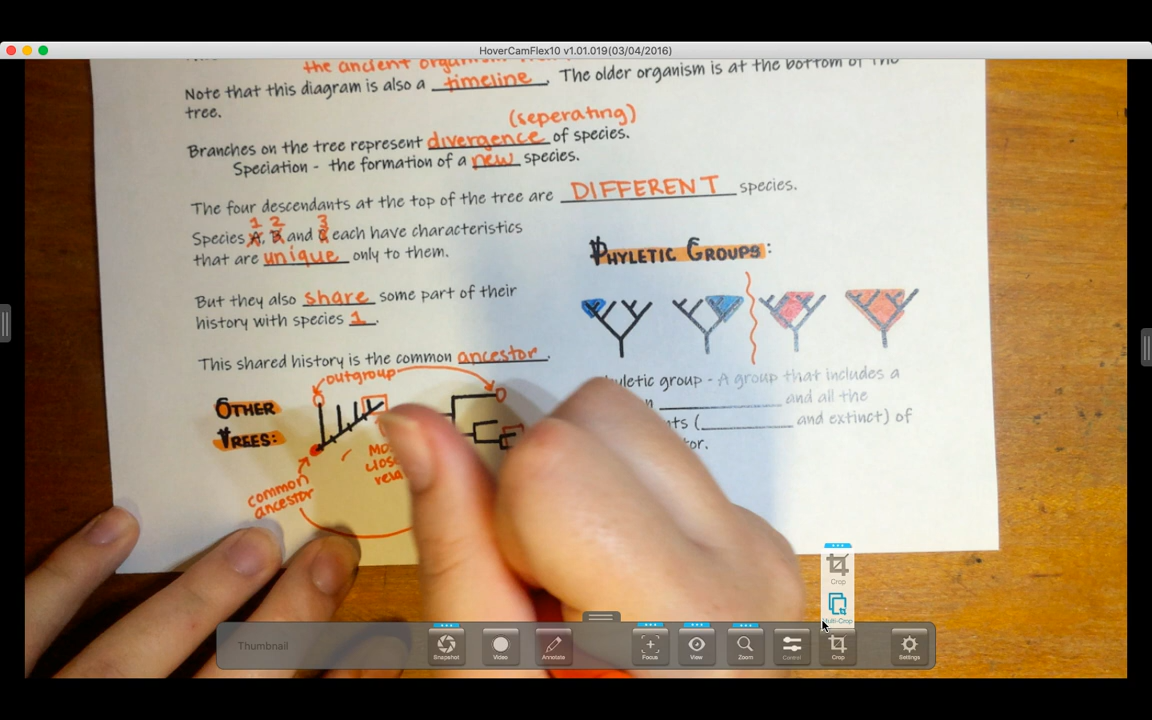 HoverCamFlex10 v1.01.019(03/04/2016)
the ancient
Note that this diagram is also a timeline. The older organism is at the bottom of the
tree.
(seperating)
Branches on the tree represent divergence of species.
Speciation - the formation of a new species.
The four descendants at the top of the tree are DIFFERENT species.
1 2 3
Species A, B and C each have characteristics
that are unique only to them.
But they also share some part of their
history with species 1.
This shared history is the common ancestor.
PHYLETIC GROUPS:
outgroup
OTHER
TREES:
common
ancestor
phyletic group - A group that includes a
and all the
( and extinct) of
Thumbnail
Snapshot
Video
Annotate
Focus
View
Zoom
Control
Crop
Settings
Crop
Multi-Crop